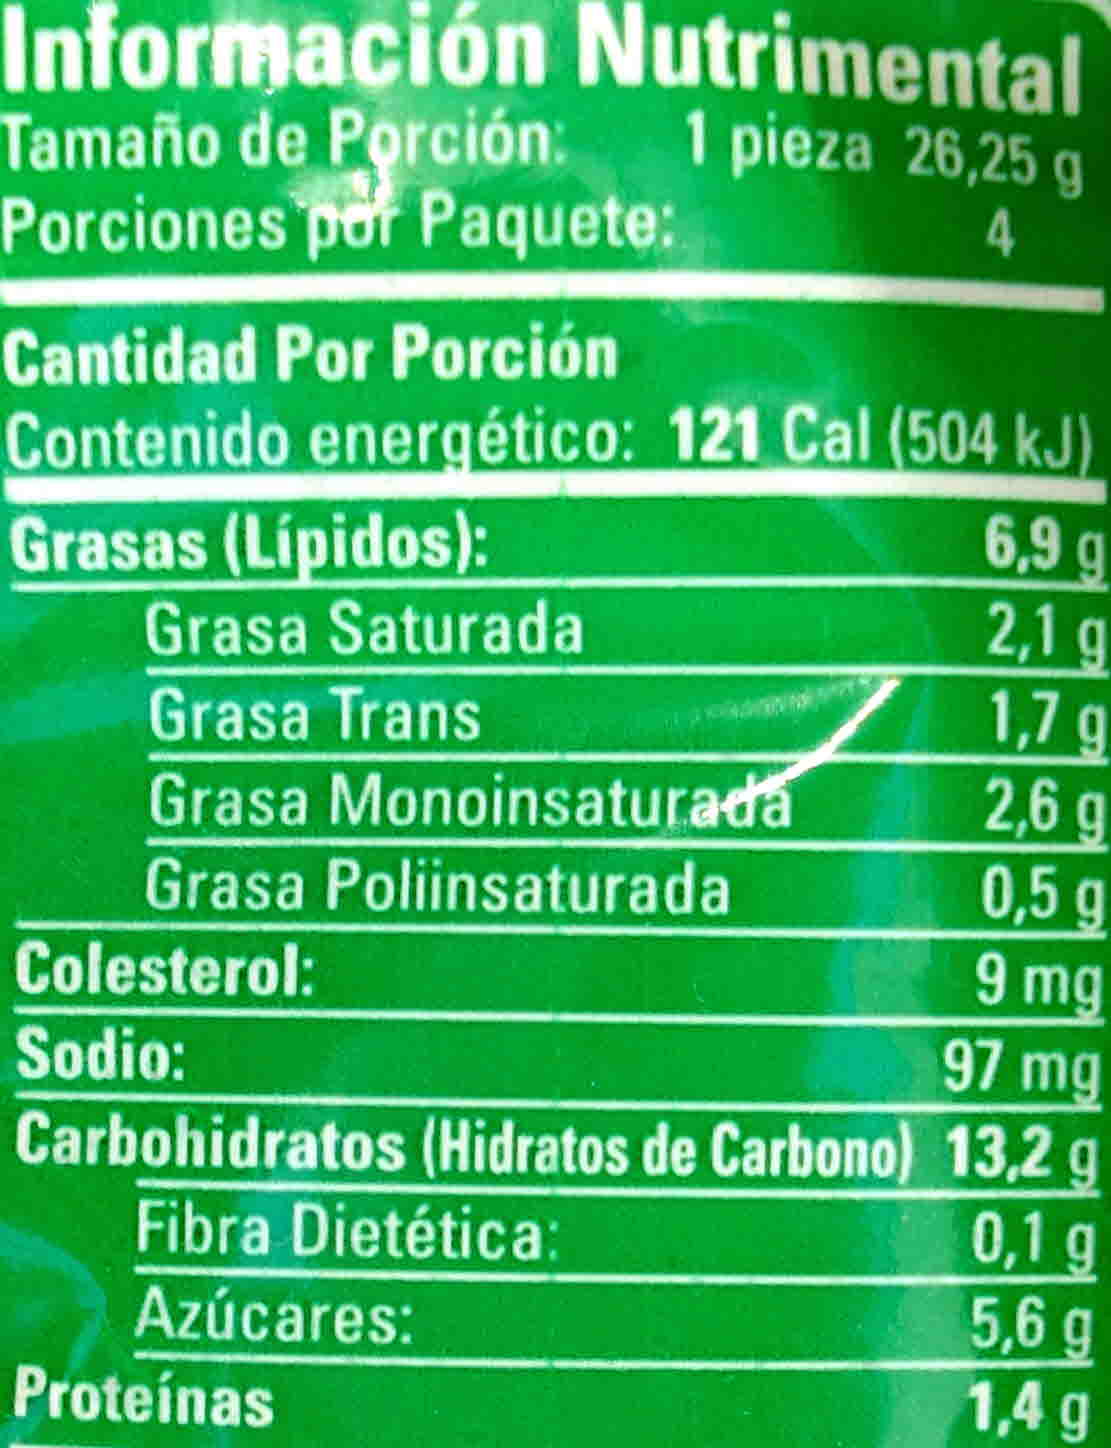 Información Nutrimental
Tamaño de Porción: 1 pieza 26,25 g
Porciones por Paquete: 4
Cantidad Por Porción
Contenido energético: 121 Cal (504 kJ)
Grasas (Lípidos): 6,9 g
Grasa Saturada 2,1 g
Grasa Trans 1,7 g
Grasa Monoinsaturada 2,6 g
Grasa Poliinsaturada 0,5 g
Colesterol: 9 mg
Sodio: 97 mg
Carbohidratos (Hidratos de Carbono) 13,2 g
Fibra Dietética: 0,1 g
Azúcares: 5,6 g
Proteínas 1,4 g